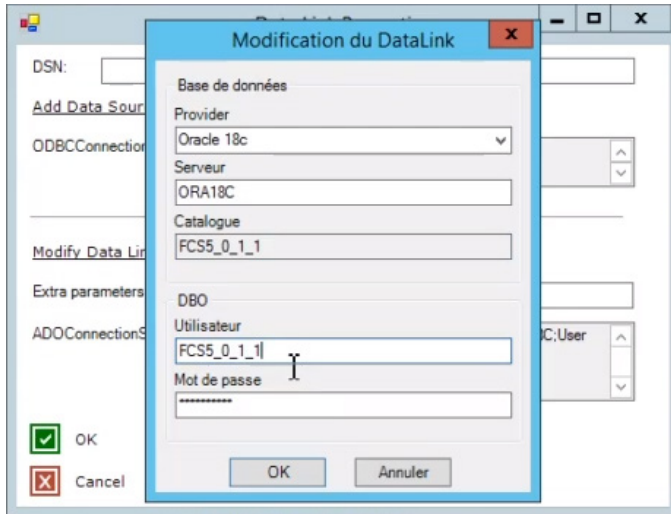 Modification du DataLink
x
x
DSN:
Add Data Sour
ODBCConnection
Modify Data Lin
Extra parameters
ADOConnectionS
C;User
OK
Cancel
Base de données
Provider
Oracle 18c
Serveur
ORA18C
Catalogue
FCS5_0_1_1
DBO
Utilisateur
FCS5_0_1_1
Mot de passe
**********
OK
Annuler